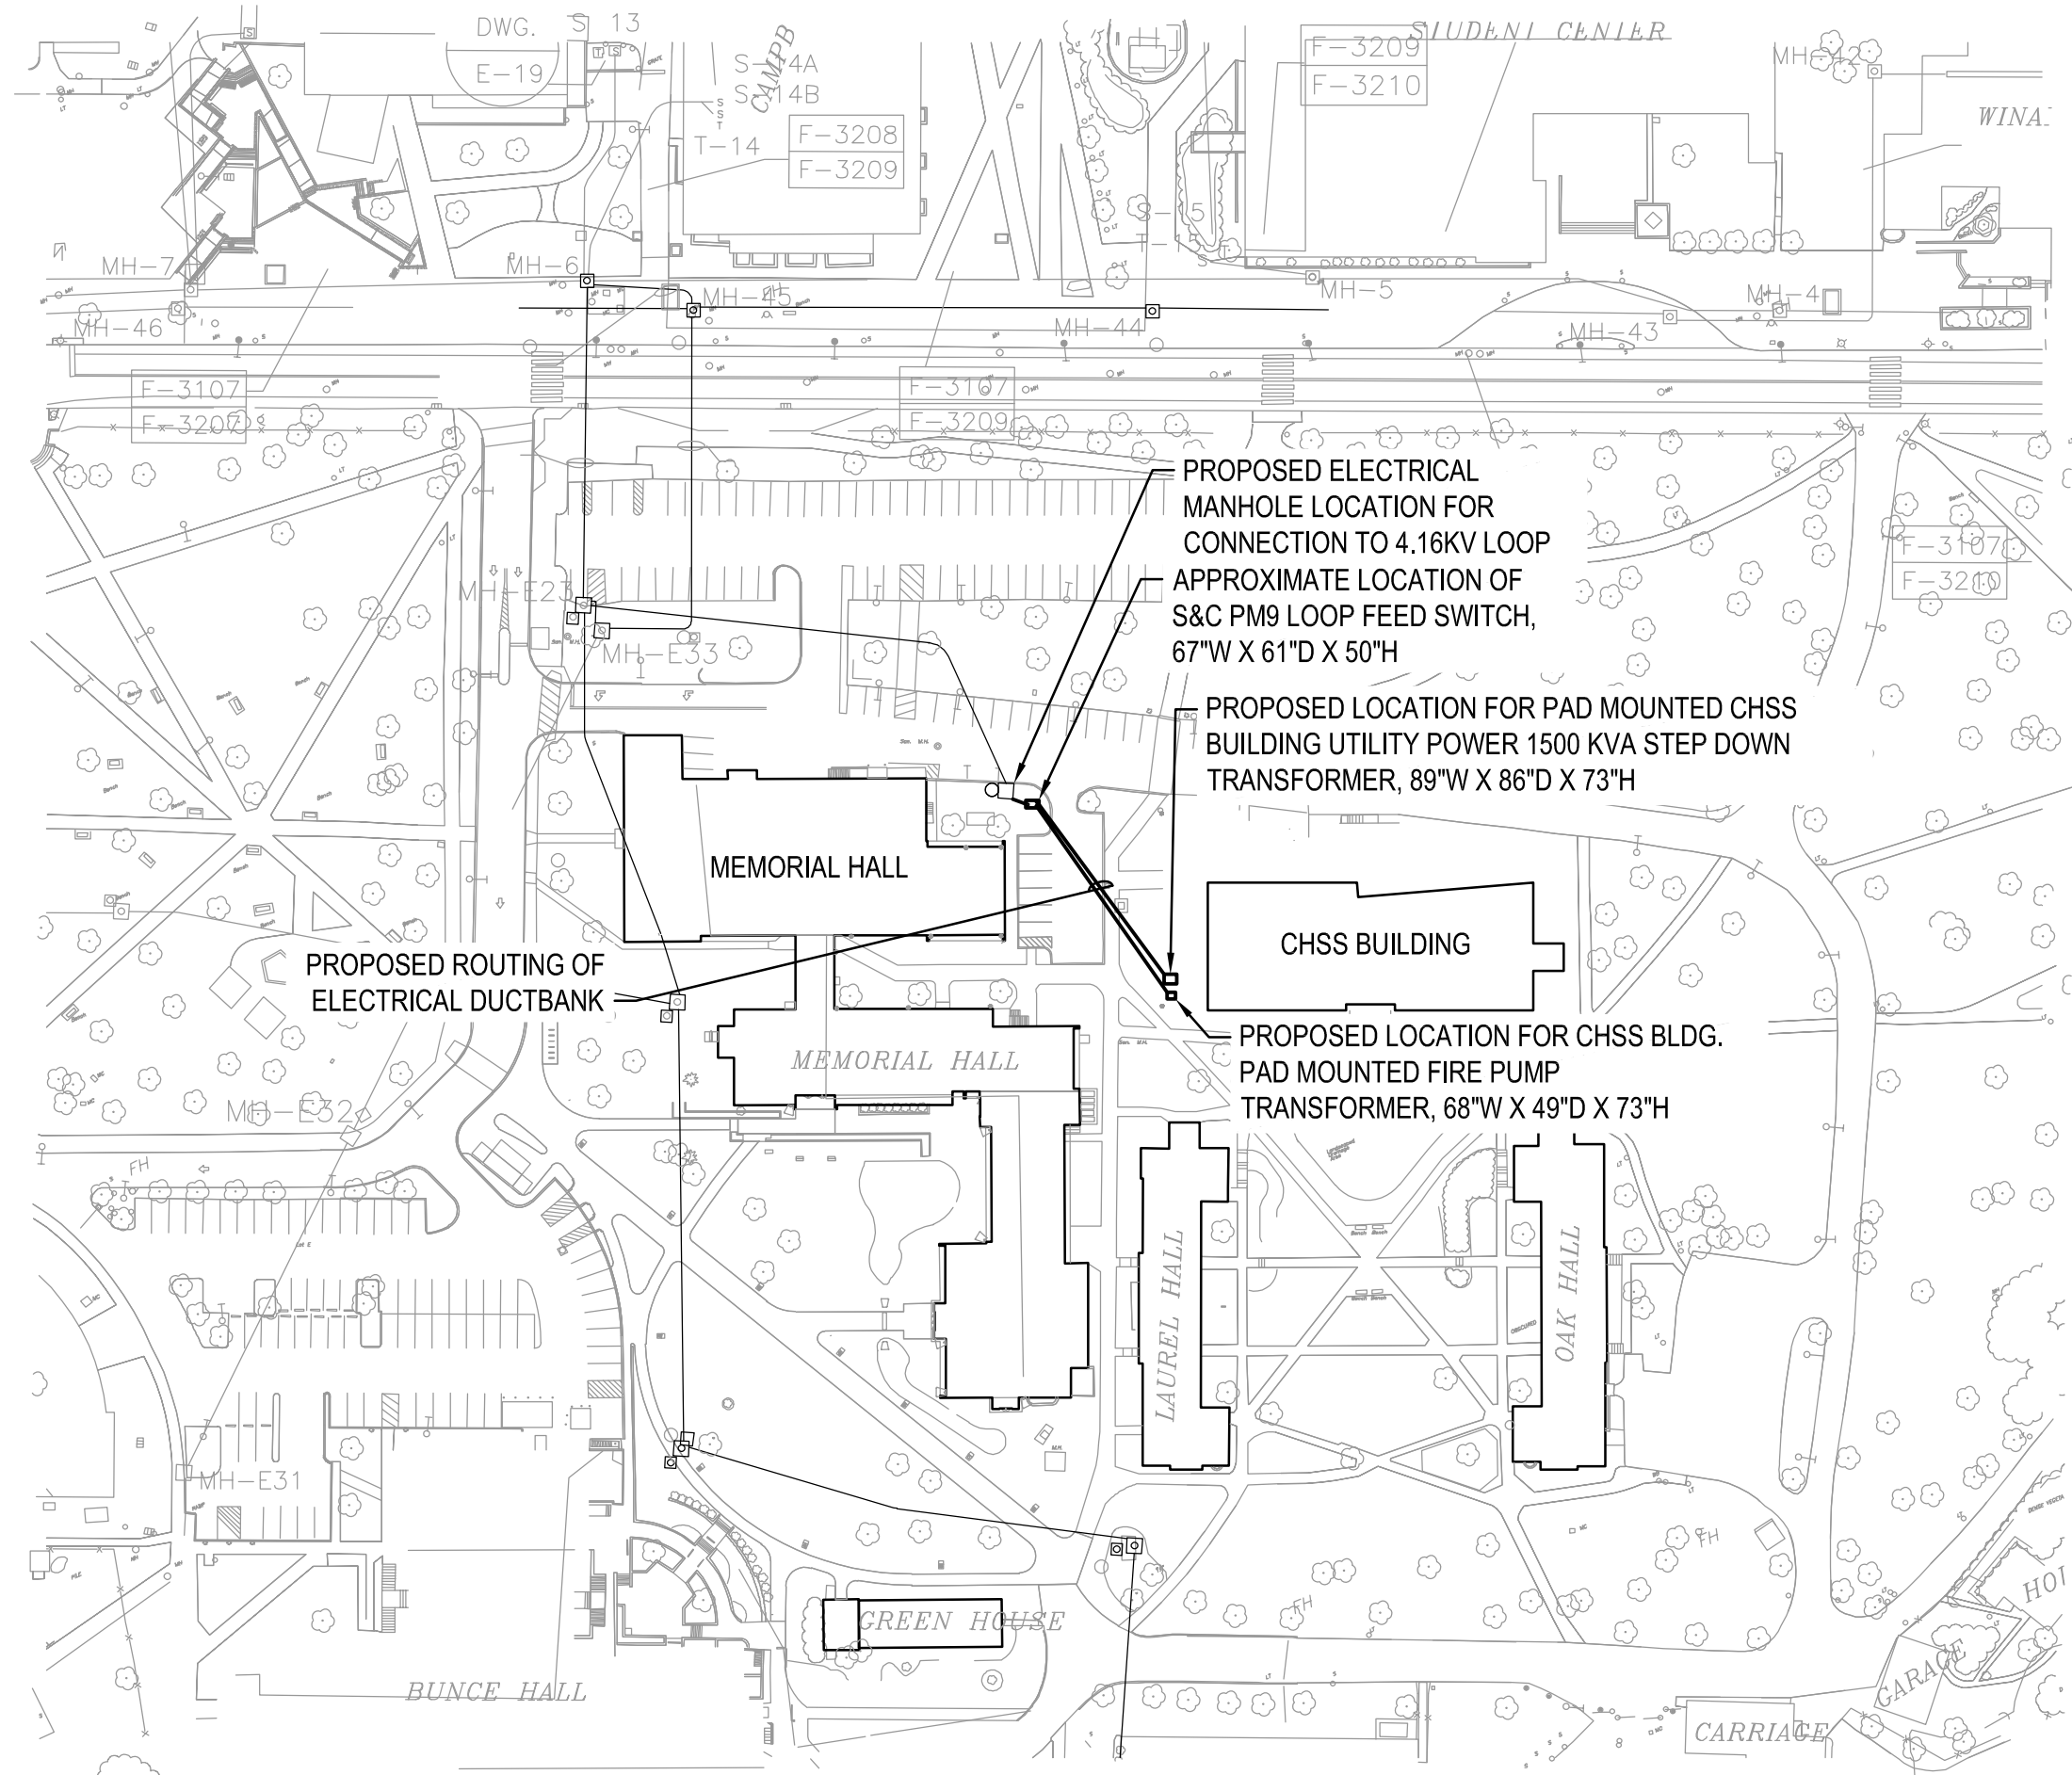 DWG.
E-19
S 13
S-14B
T-14
F-3208
F-3209
F-3209
F-3210
STUDENT CENTER
MH-42
MH-7
MH-6
MH-45
MH-44
MH-5
MH-4
MH-43
MH-46
F-3107
F-3207
F-3107
F-3209
F-3107
F-3210
PROPOSED ELECTRICAL
MANHOLE LOCATION FOR
CONNECTION TO 4.16KV LOOP
APPROXIMATE LOCATION OF
S&C PM9 LOOP FEED SWITCH,
67"W X 61"D X 50"H
MH-E23
MH-E33
PROPOSED LOCATION FOR PAD MOUNTED CHSS
BUILDING UTILITY POWER 1500 KVA STEP DOWN
TRANSFORMER, 89"W X 86"D X 73"H
MEMORIAL HALL
CHSS BUILDING
PROPOSED ROUTING OF
ELECTRICAL DUCTBANK
PROPOSED LOCATION FOR CHSS BLDG.
PAD MOUNTED FIRE PUMP
TRANSFORMER, 68"W X 49"D X 73"H
MEMORIAL HALL
MH-E32
FH
LAUREL HALL
OAK HALL
MH-E31
FH
FH
GREEN HOUSE
BUNCE HALL
GARAGE
CARRIAGE